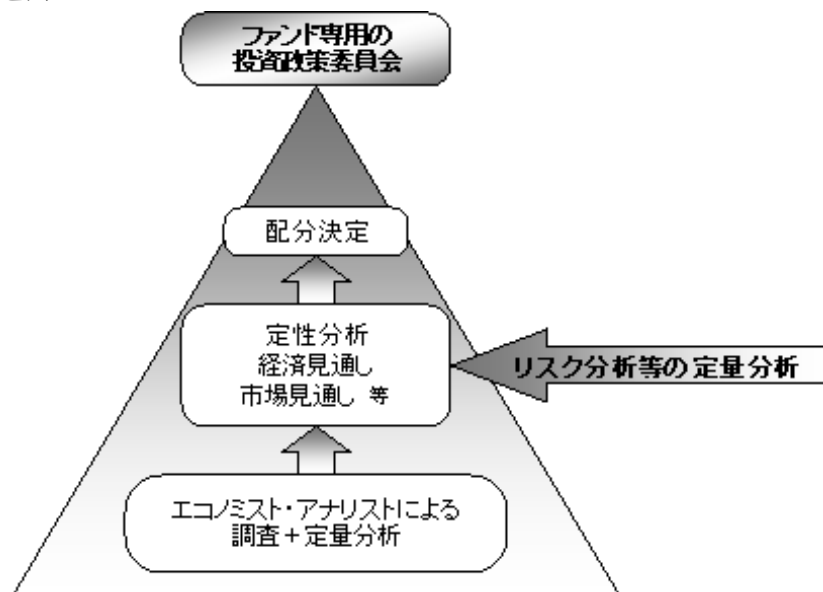 ファンド専用の
投資政策委員会
配分決定
定性分析
経済見通し
市場見通し 等
リスク分析等の定量分析
エコノミスト・アナリストによる
調査＋定量分析